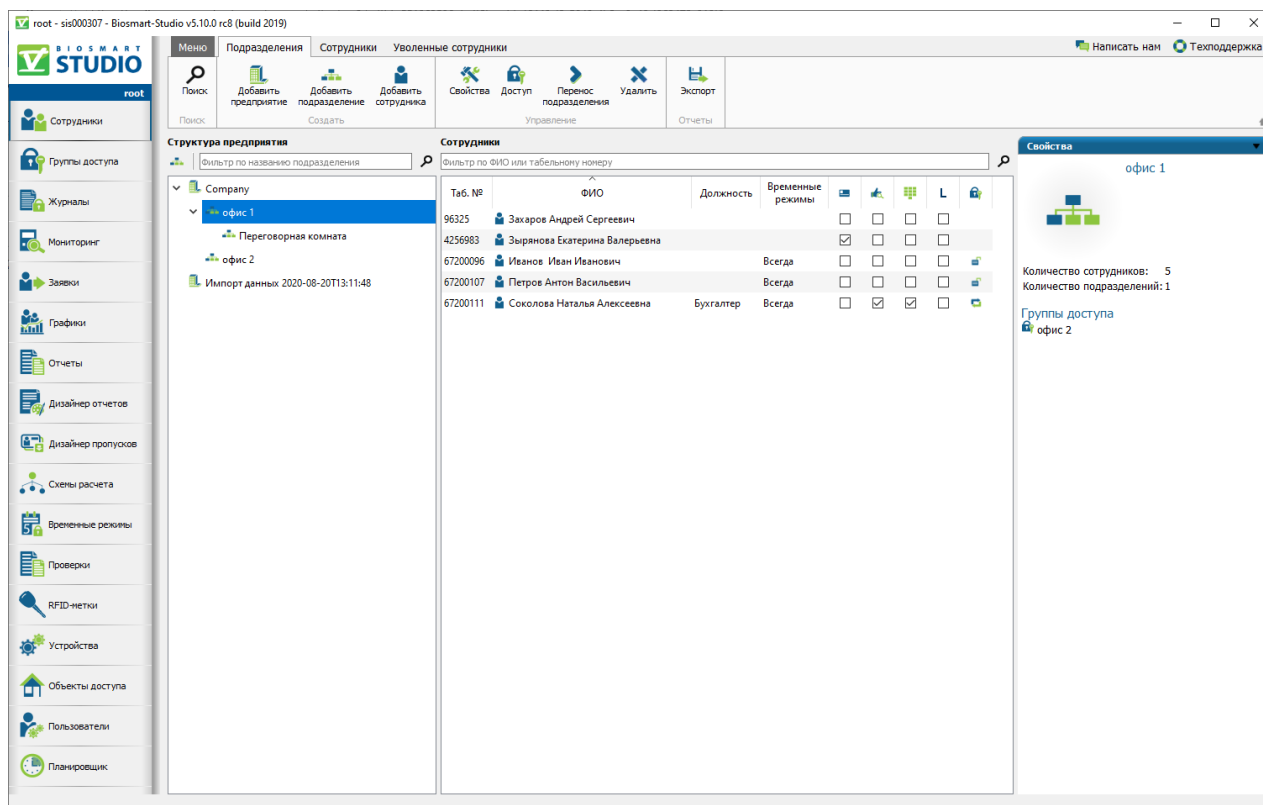 root - sis000307 - Biosmart-Studio v5.10.0 rc8 (build 2019)
BIOSMART
STUDIO
root
Меню Подразделения Сотрудники Уволенные сотрудники
Написать нам Техподдержка
Поиск
Добавить предприятие
Добавить подразделение
Добавить сотрудника
Свойства
Доступ
Перенос подразделения
Удалить
Экспорт
Поиск Создать Управление Отчеты
Сотрудники
Группы доступа
Журналы
Мониторинг
Заявки
Графики
Отчеты
Дизайнер отчетов
Дизайнер пропусков
Схемы расчета
Временные режимы
Проверки
RFID-метки
Устройства
Объекты доступа
Пользователи
Планировщик
Структура предприятия
Фильтр по названию подразделения
Company
офис 1
Переговорная комната
офис 2
Импорт данных 2020-08-20T13:11:48
Сотрудники
Фильтр по ФИО или табельному номеру
Таб. № ФИО Должность Временные режимы L
96325 Захаров Андрей Сергеевич
4256983 Зырянова Екатерина Валерьевна
67200096 Иванов Иван Иванович Всегда
67200107 Петров Антон Васильевич Всегда
67200111 Соколова Наталья Алексеевна Бухгалтер Всегда
Свойства
офис 1
Количество сотрудников: 5
Количество подразделений: 1
Группы доступа
офис 2